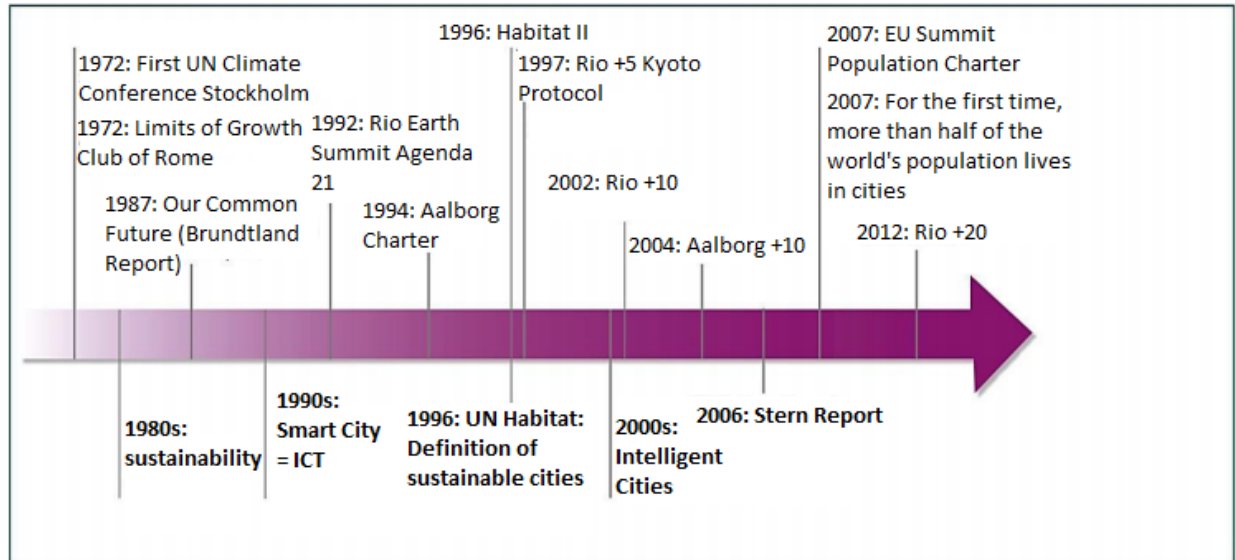 1996: Habitat II
1972: First UN Climate
Conference Stockholm
1972: Limits of Growth
Club of Rome
1987: Our Common
Future (Brundtland
Report)
1992: Rio Earth
Summit Agenda
21
1994: Aalborg
Charter
1997: Rio +5 Kyoto
Protocol
2002: Rio +10
2004: Aalborg +10
2007: EU Summit
Population Charter
2007: For the first time,
more than half of the
world's population lives
in cities
2012: Rio +20
1980s:
sustainability
1990s:
Smart City
= ICT
1996: UN Habitat:
Definition of
sustainable cities
2000s:
Intelligent
Cities
2006: Stern Report